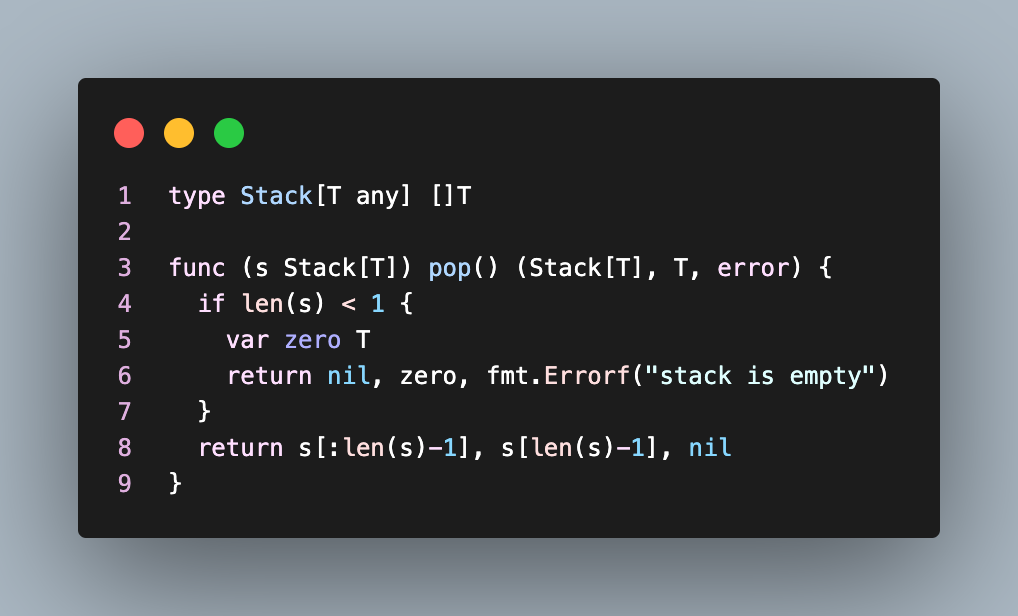 1 type Stack[T any] []T
2
3 func (s Stack[T]) pop() (Stack[T], T, error) {
4   if len(s) < 1 {
5     var zero T
6     return nil, zero, fmt.Errorf("stack is empty")
7   }
8   return s[:len(s)-1], s[len(s)-1], nil
9 }